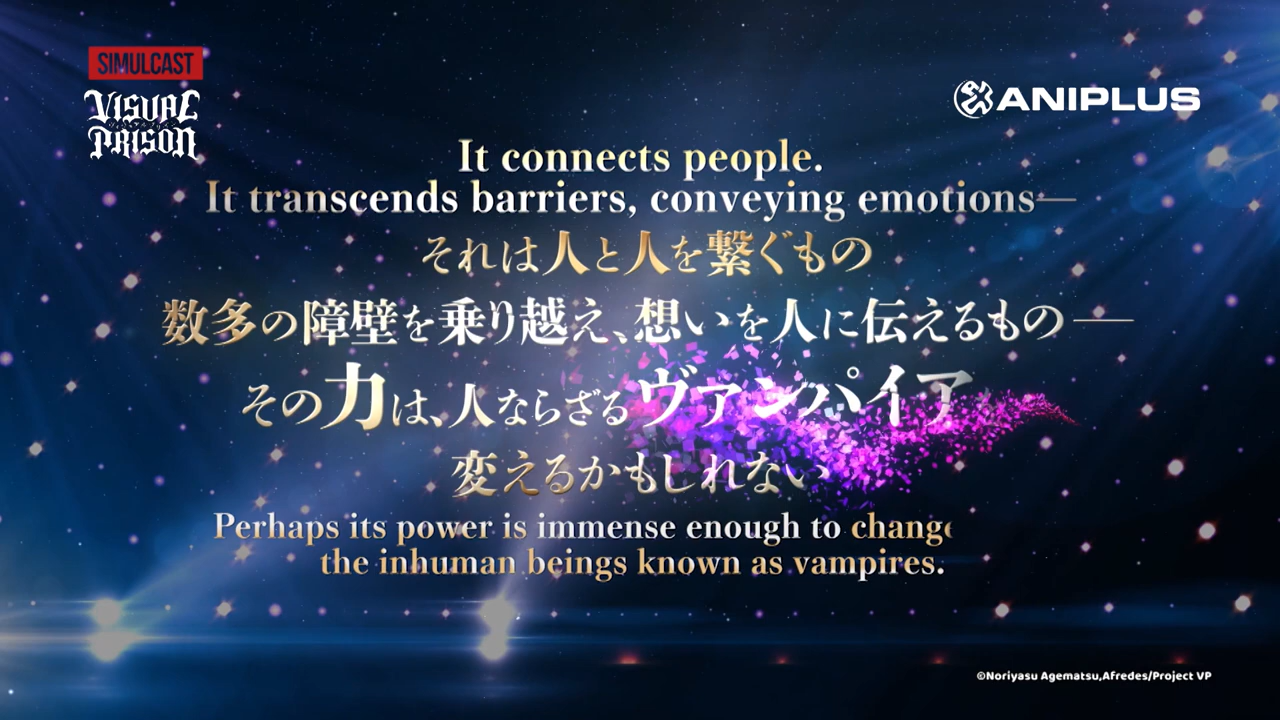 SIMULCAST
VISUAL
PRISON
ANIPLUS
It connects people.
It transcends barriers, conveying emotions—
それは人と人を繋ぐもの
数多の障壁を乗り越え、想いを人に伝えるもの――
その力は、人ならざるヴァンパイア
変えるかもしれない
Perhaps its power is immense enough to change
the inhuman beings known as vampires.
©Noriyasu Agematsu,Afredes/Project VP